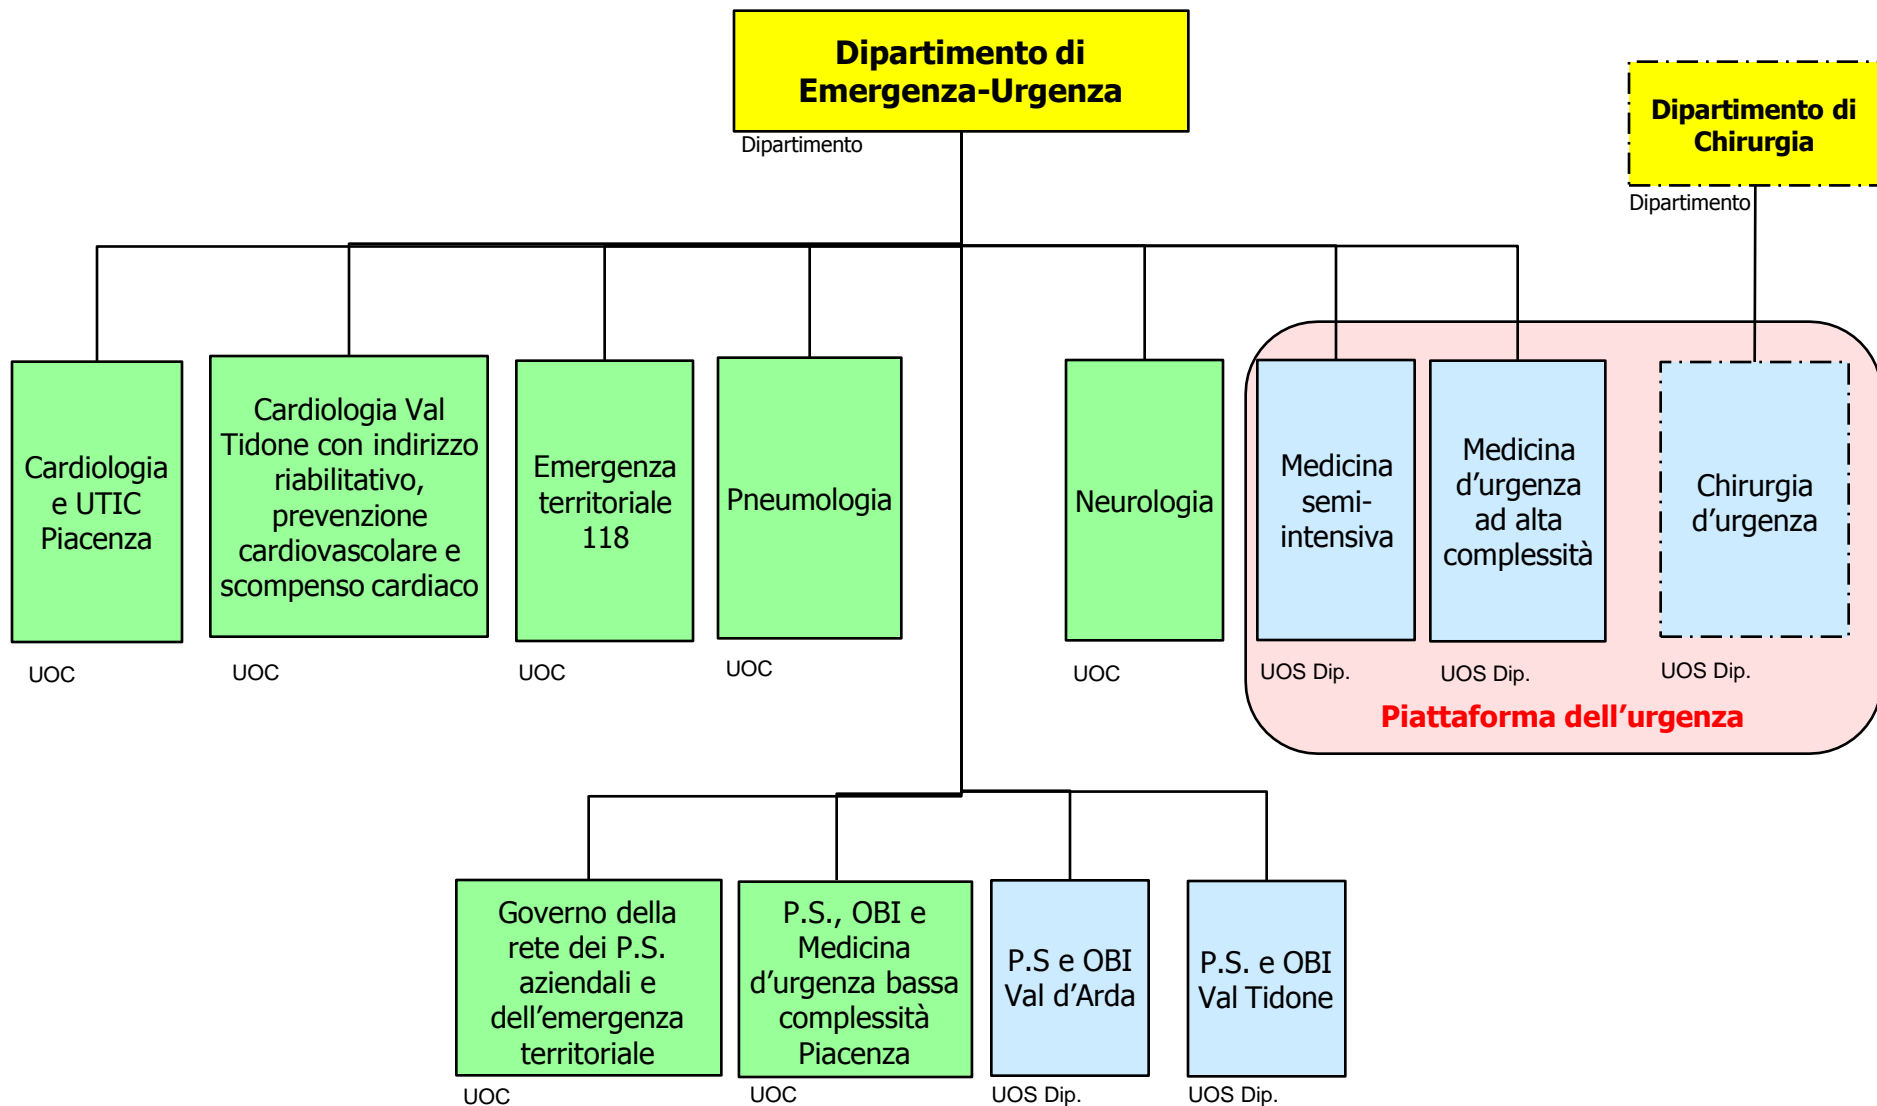 Dipartimento di
Emergenza-Urgenza
Dipartimento
Dipartimento di
Chirurgia
Dipartimento
Cardiologia
e UTIC
Piacenza
UOC
Cardiologia Val
Tidone con indirizzo
riabilitativo,
prevenzione
cardiovascolare e
scompenso cardiaco
UOC
Emergenza
territoriale
118
UOC
Pneumologia
UOC
Neurologia
UOC
Medicina
semi-
intensiva
UOS Dip.
Medicina
d’urgenza
ad alta
complessità
UOS Dip.
Chirurgia
d’urgenza
UOS Dip.
Piattaforma dell’urgenza
Governo della
rete dei P.S.
aziendali e
dell’emergenza
territoriale
UOC
P.S., OBI e
Medicina
d’urgenza bassa
complessità
Piacenza
UOC
P.S e OBI
Val d’Arda
UOS Dip.
P.S. e OBI
Val Tidone
UOS Dip.